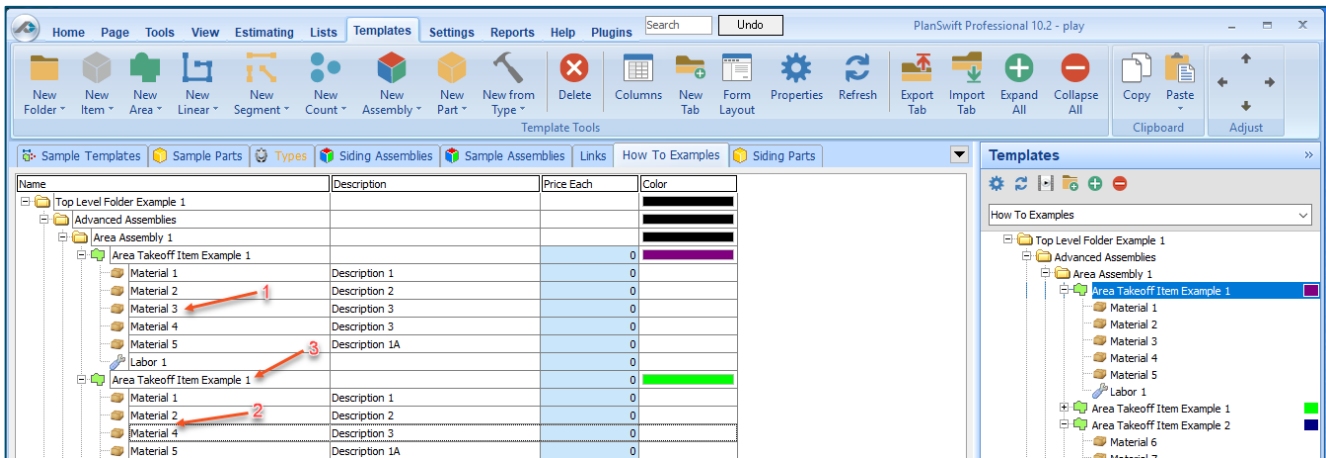 Home Page Tools View Estimating Lists Templates Settings Reports Help Plugins Search Undo PlanSwift Professional 10.2 - play
New Folder New Item New Area New Linear New Segment New Count New Assembly New Part New from Type Delete Columns New Tab Form Layout Properties Refresh Export Tab Import Tab Expand All Collapse All Copy Paste
Template Tools Clipboard Adjust
Sample Templates Sample Parts Types Siding Assemblies Sample Assemblies Links How To Examples Siding Parts
Name Description Price Each Color
Top Level Folder Example 1
Advanced Assemblies
Area Assembly 1
Area Takeoff Item Example 1 0
Material 1 Description 1 0
Material 2 Description 2 0
1
Material 3 Description 3 0
Material 4 Description 3 0
Material 5 Description 1A 0
3
Labor 1 0
Area Takeoff Item Example 1 0
Material 1 Description 1 0
Material 2 Description 2 0
2
Material 4 Description 3 0
Material 5 Description 1A 0
Templates
How To Examples
Top Level Folder Example 1
Advanced Assemblies
Area Assembly 1
Area Takeoff Item Example 1
Material 1
Material 2
Material 3
Material 4
Material 5
Labor 1
Area Takeoff Item Example 1
Area Takeoff Item Example 2
Material 6
Material 7